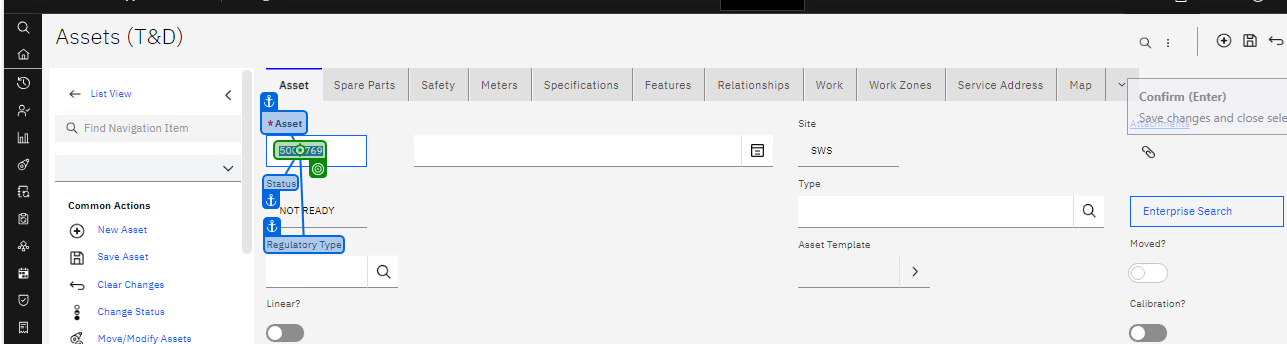 Assets (T&D)
List View
Find Navigation Item
Common Actions
New Asset
Save Asset
Clear Changes
Change Status
Move/Modify Assets
Asset Spare Parts Safety Meters Specifications Features Relationships Work Work Zones Service Address Map
Confirm (Enter)
Save changes and close sele
* Asset
Site
Attachments
SWS
Status
Type
NOT READY
Enterprise Search
Regulatory Type
Asset Template
Moved?
Linear?
Calibration?